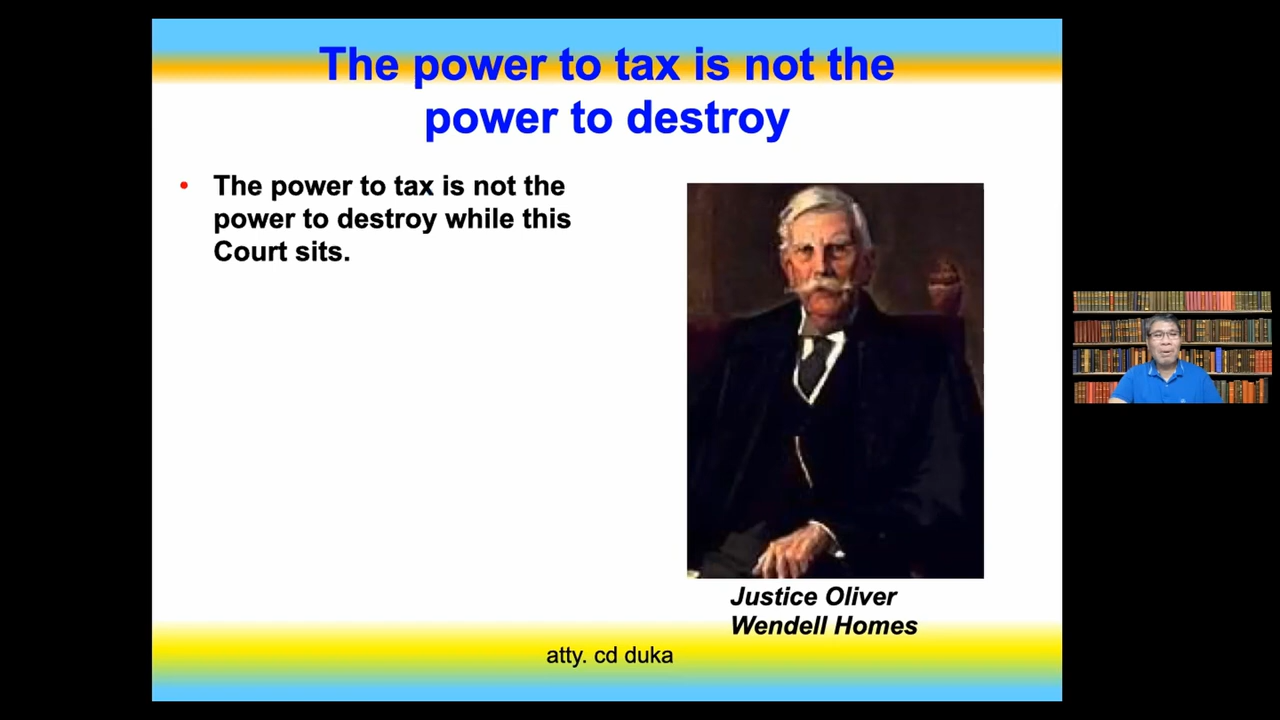 The power to tax is not the
power to destroy
• The power to tax is not the
power to destroy while this
Court sits.
Justice Oliver
Wendell Homes
atty. cd duka